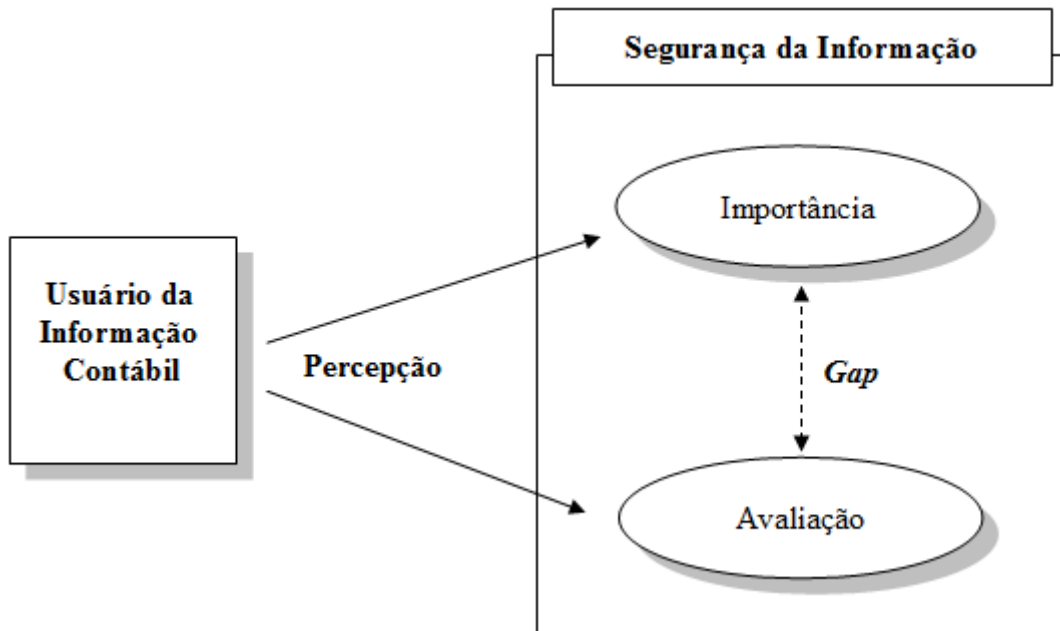 Segurança da Informação
Importância
Usuário da
Informação
Contábil
Percepção
Gap
Avaliação